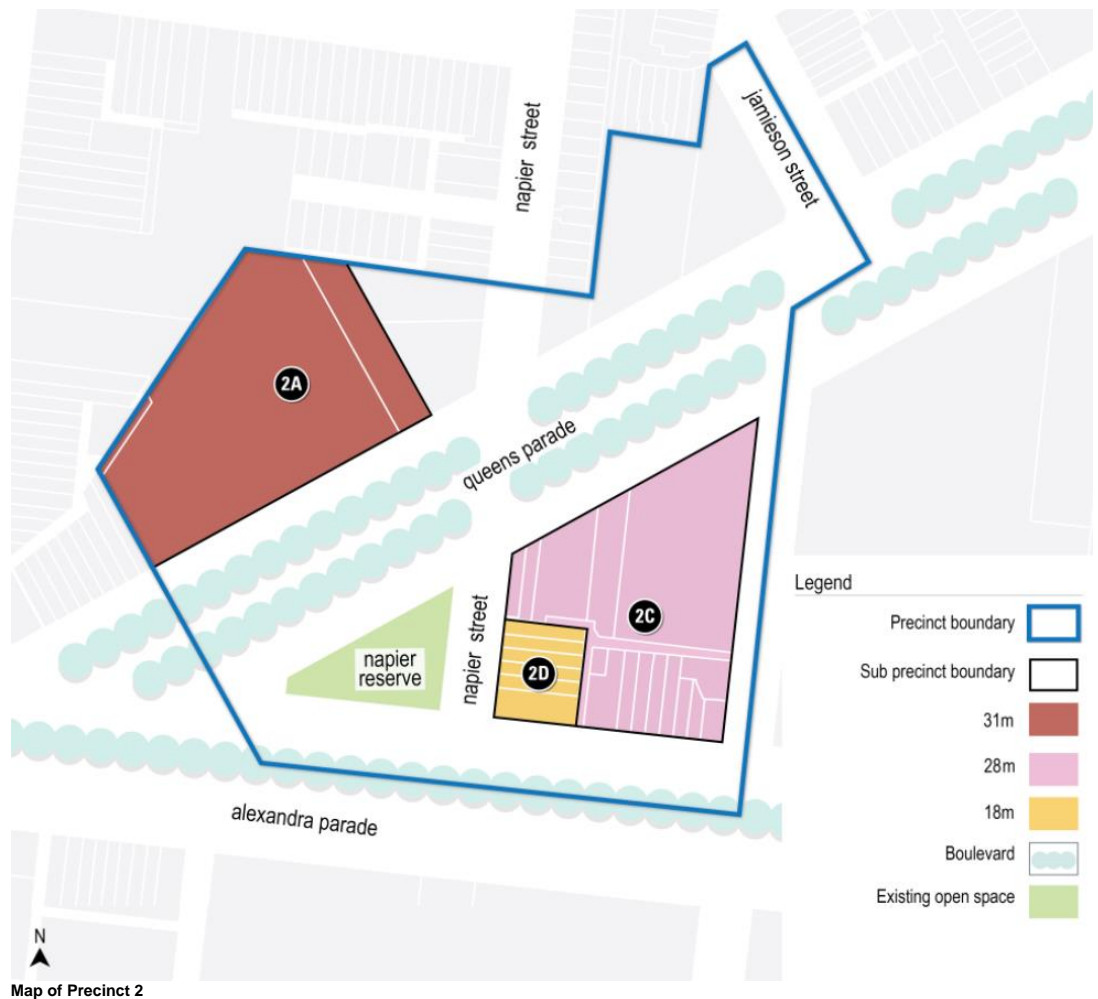 jamieson street
napier street
2A
queens parade
2C
napier
reserve
napier street
2D
alexandra parade
Legend
Precinct boundary
Sub precinct boundary
31m
28m
18m
Boulevard
Existing open space
N
Map of Precinct 2